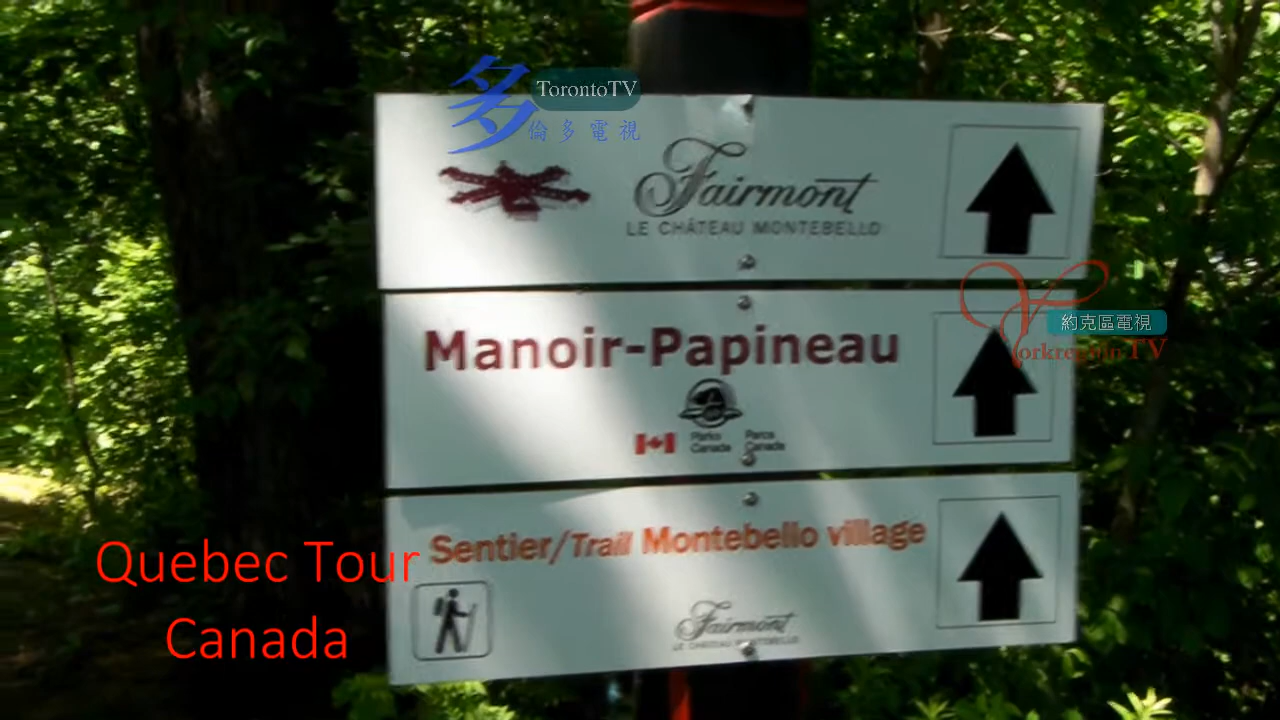 TorontoTV
多倫多電視
Fairmont
LE CHÂTEAU MONTEBELLO
Manoir-Papineau
Parks Canada
Parcs Canada
約克區電視
YorkregoinTV
Sentier/Trail Montebello village
Fairmont
LE CHÂTEAU MONTEBELLO
Quebec Tour
Canada